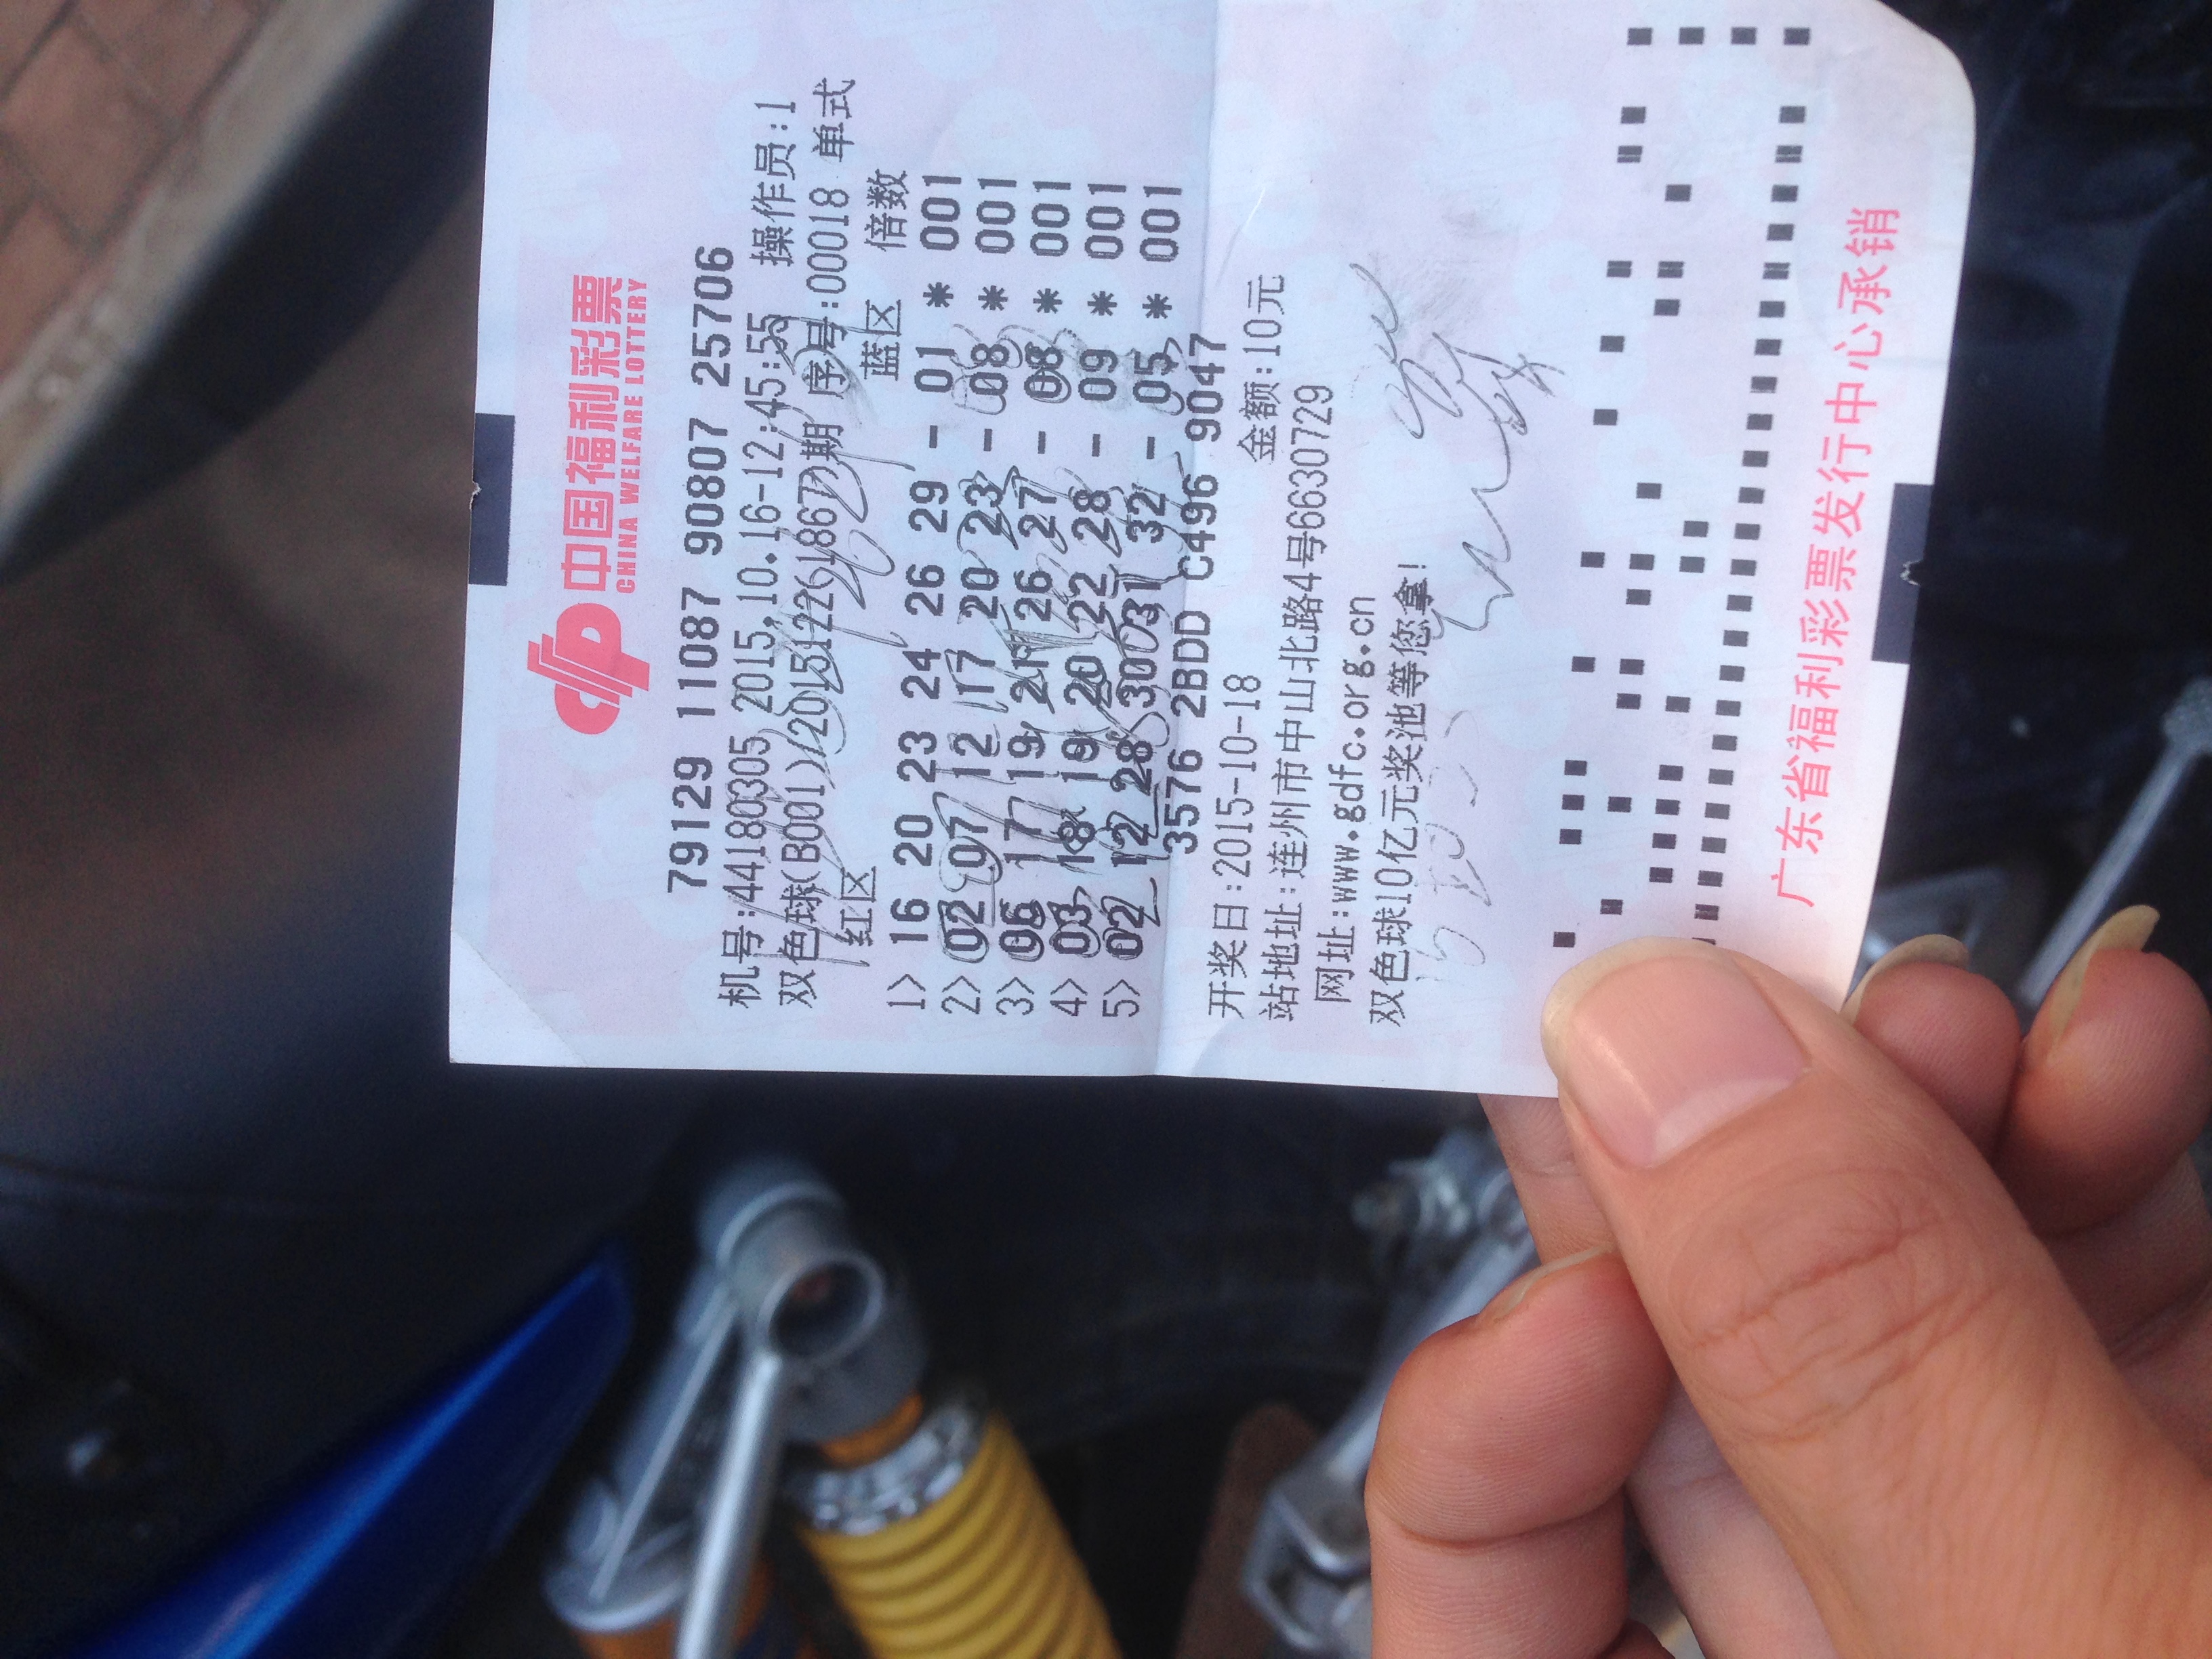 中国福利彩票
CHINA WELFARE LOTTERY
79129 11087 90807 25706
机号:44180305 2015.10.16-12:45:55 操作员:1
双色球(B001)(2015122(1867)期 序号:00018 单式
红区 蓝区 倍数
1> 16 20 23 24 26 29 - 01 * 001
2> 02 07 12 17 20 23 - 08 * 001
3> 06 17 19 21 26 27 - 08 * 001
4> 03 18 19 20 22 28 - 09 * 001
5> 02 12 28 30 31 32 - 05 * 001
3576 2BDD C496 9047
开奖日:2015-10-18 金额:10元
站地址:连州市中山北路4号6630729
网址:www.gdfc.org.cn
双色球10亿元奖池等您拿!
广东省福利彩票发行中心承销